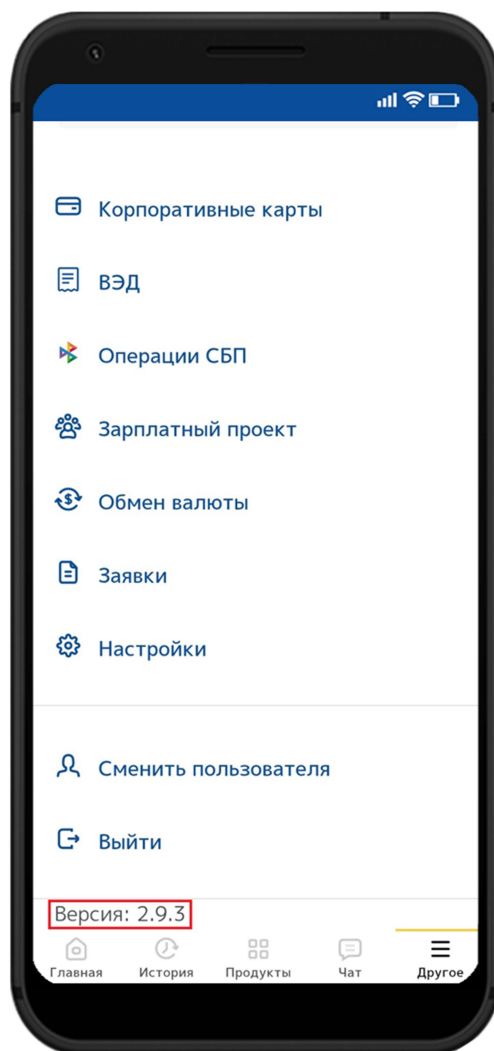 Корпоративные карты
ВЭД
Операции СБП
Зарплатный проект
Обмен валюты
Заявки
Настройки
Сменить пользователя
Выйти
Версия: 2.9.3
Главная История Продукты Чат Другое